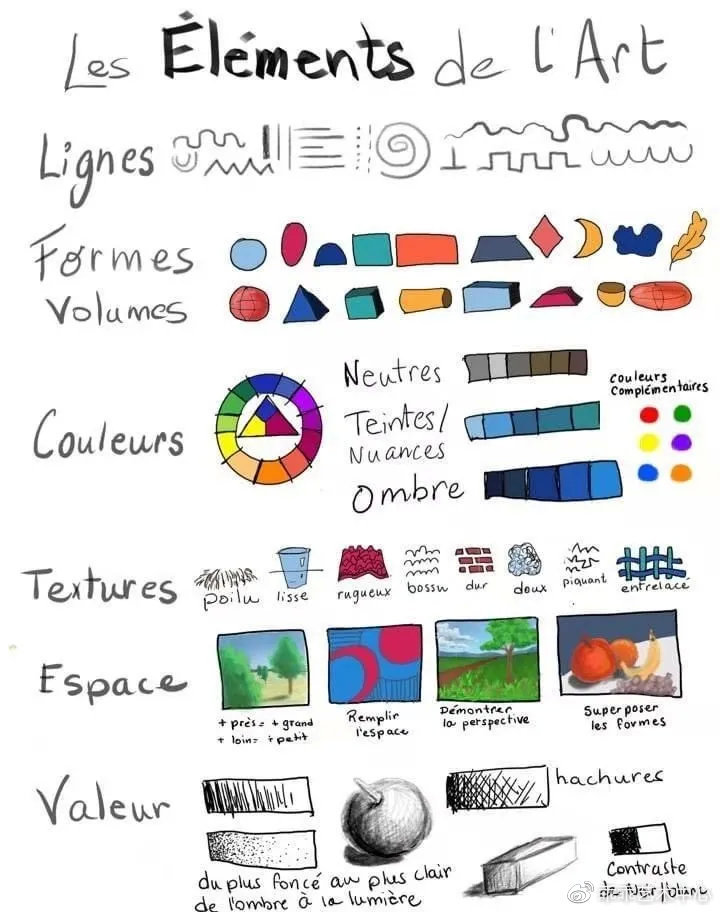 Les Éléments de l'Art
Lignes
Formes
Volumes
Couleurs
Neutres
Teintes/
Nuances
Ombre
Couleurs
Complémentaires
Textures
poilu
lisse
rugueux
bossu
dur
doux
piquant
entrelacé
Espace
+ près = + grand
+ loin = + petit
Remplir
l'espace
Démontrer
la perspective
Superposer
les formes
Valeur
hachures
du plus foncé au plus clair
de l'ombre à la lumière
Contraste
de Noir/blanc